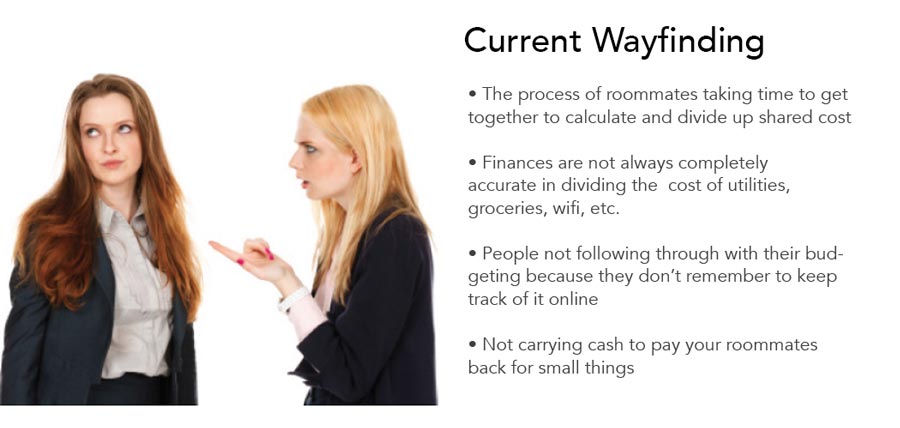 Current Wayfinding
• The process of roommates taking time to get
together to calculate and divide up shared cost
• Finances are not always completely
accurate in dividing the  cost of utilities,
groceries, wifi, etc.
• People not following through with their bud-
geting because they don’t remember to keep
track of it online
• Not carrying cash to pay your roommates
back for small things